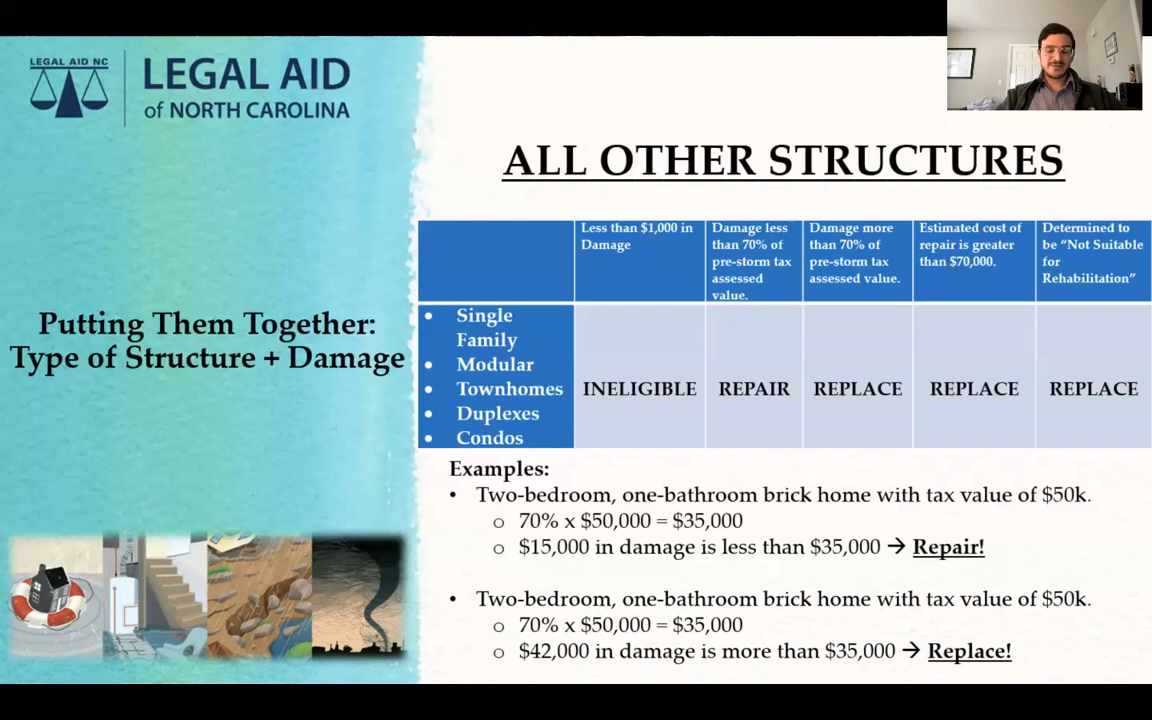 LEGAL AID NC
LEGAL AID
of NORTH CAROLINA
Putting Them Together:
Type of Structure + Damage
ALL OTHER STRUCTURES
Less than $1,000 in
Damage
Damage less
than 70% of
pre-storm tax
assessed
value.
Damage more
than 70% of
pre-storm tax
assessed value.
Estimated cost of
repair is greater
than $70,000.
Determined to
be “Not Suitable
for
Rehabilitation”
• Single
Family
• Modular
• Townhomes
• Duplexes
• Condos
INELIGIBLE
REPAIR
REPLACE
REPLACE
REPLACE
Examples:
• Two-bedroom, one-bathroom brick home with tax value of $50k.
o 70% x $50,000 = $35,000
o $15,000 in damage is less than $35,000 → Repair!
• Two-bedroom, one-bathroom brick home with tax value of $50k.
o 70% x $50,000 = $35,000
o $42,000 in damage is more than $35,000 → Replace!